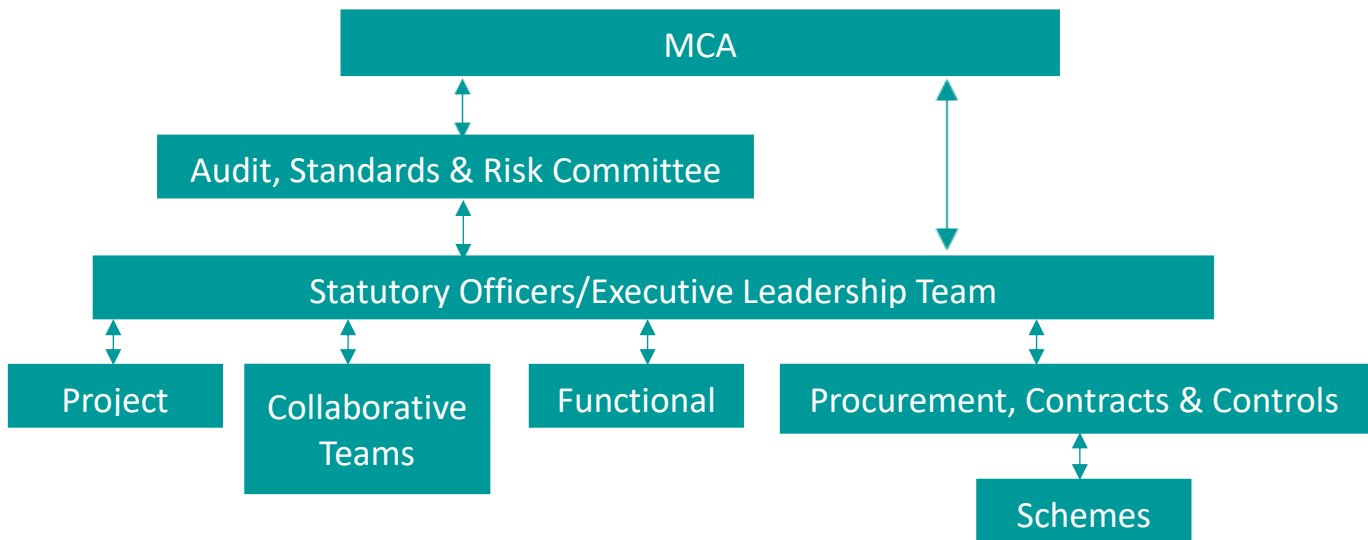 MCA
Audit, Standards & Risk Committee
Statutory Officers/Executive Leadership Team
Project
Collaborative
Teams
Functional
Procurement, Contracts & Controls
Schemes